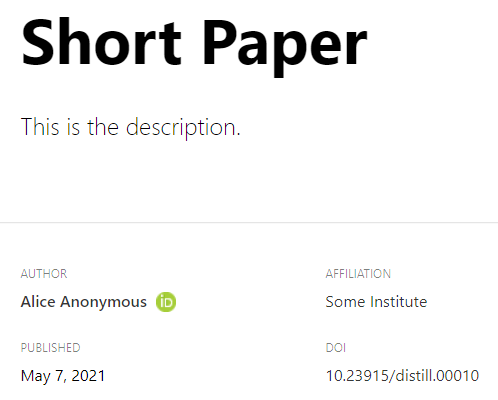 Short Paper
This is the description.
AUTHOR
Alice Anonymous iD
AFFILIATION
Some Institute
PUBLISHED
May 7, 2021
DOI
10.23915/distill.00010